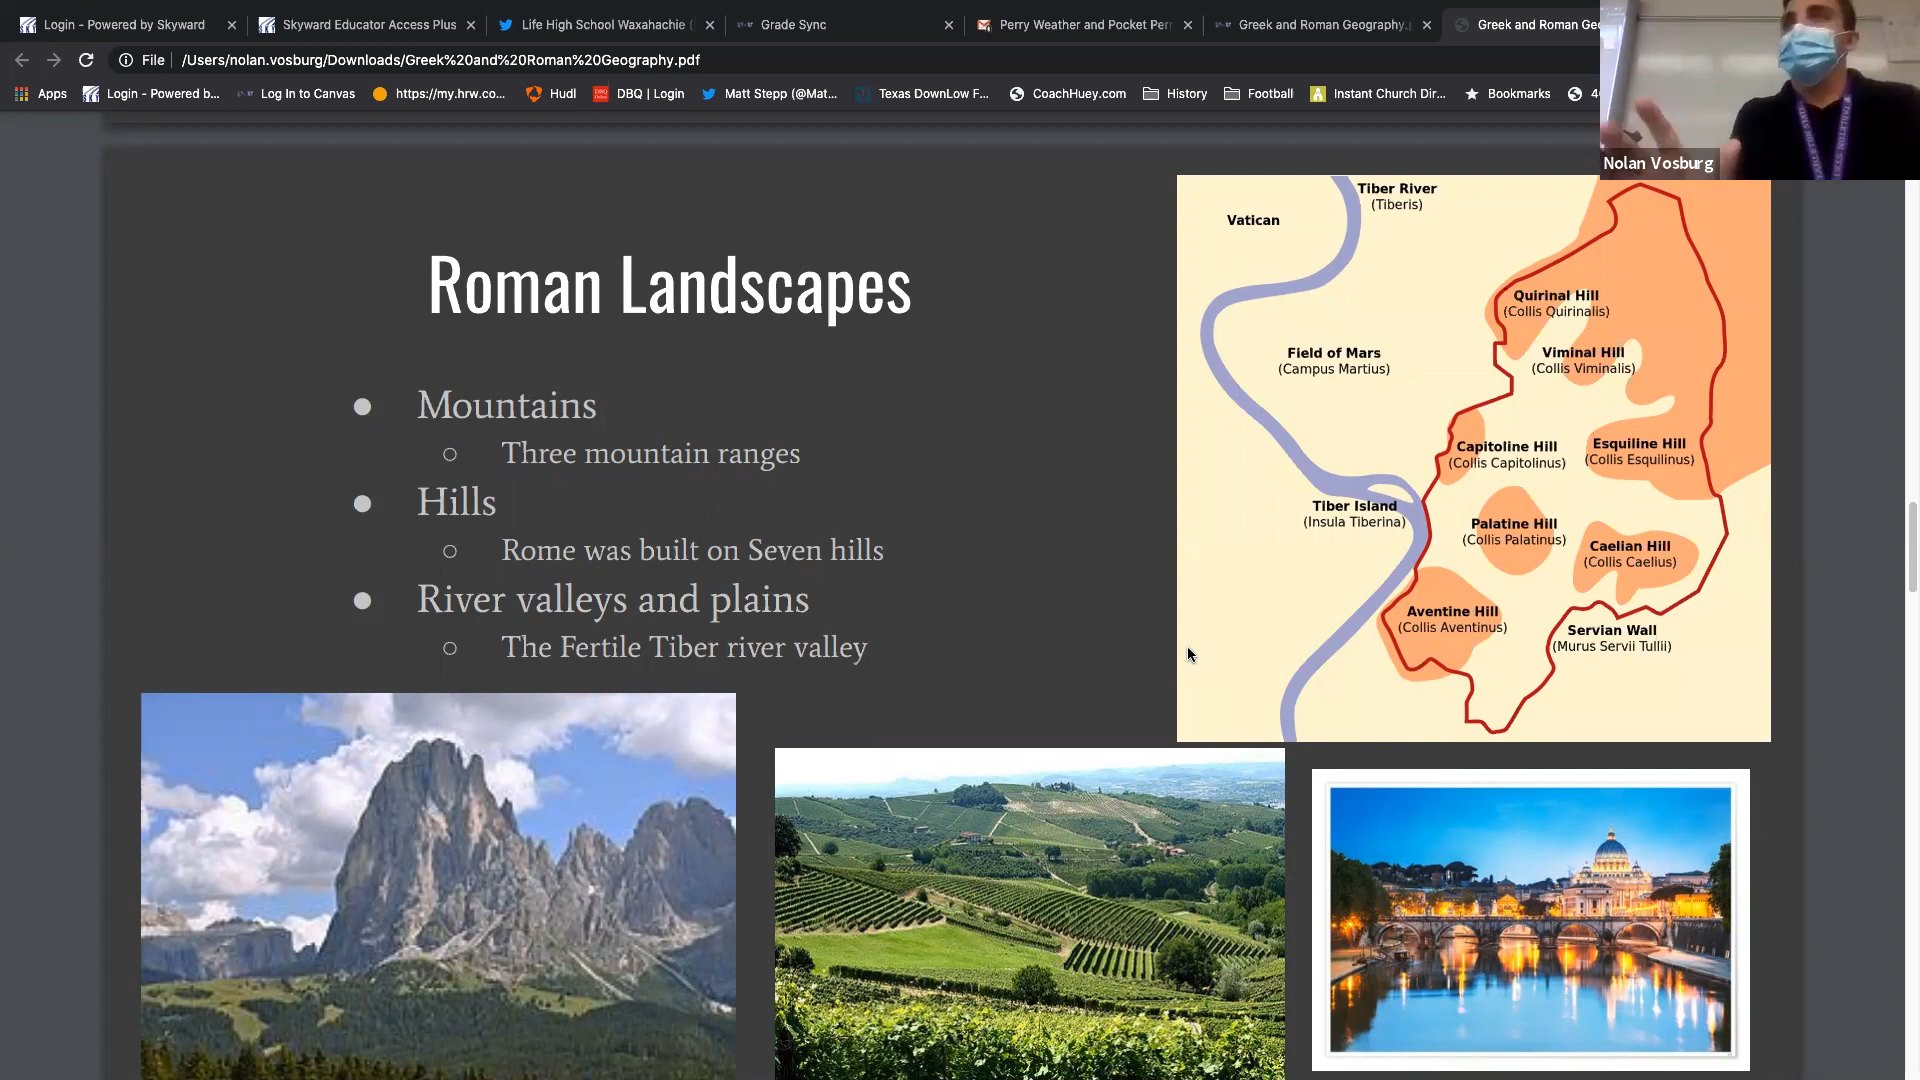 Login - Powered by Skyward
Skyward Educator Access Plus
Life High School Waxahachie (
Grade Sync
Perry Weather and Pocket Per
Greek and Roman Geography.
Greek and Roman Geo
File
/Users/nolan.vosburg/Downloads/Greek%20and%20Roman%20Geography.pdf
Apps
Login - Powered b...
Log In to Canvas
https://my.hrw.co...
Hudl
DBQ | Login
Matt Stepp (@Mat...
Texas DownLow F...
CoachHuey.com
History
Football
Instant Church Dir...
Bookmarks
Nolan Vosburg
Roman Landscapes
● Mountains
○ Three mountain ranges
● Hills
○ Rome was built on Seven hills
● River valleys and plains
○ The Fertile Tiber river valley
Tiber River
(Tiberis)
Vatican
Quirinal Hill
(Collis Quirinalis)
Viminal Hill
(Collis Viminalis)
Field of Mars
(Campus Martius)
Capitoline Hill
(Collis Capitolinus)
Esquiline Hill
(Collis Esquilinus)
Tiber Island
(Insula Tiberina)
Palatine Hill
(Collis Palatinus)
Caelian Hill
(Collis Caelius)
Aventine Hill
(Collis Aventinus)
Servian Wall
(Murus Servii Tullii)